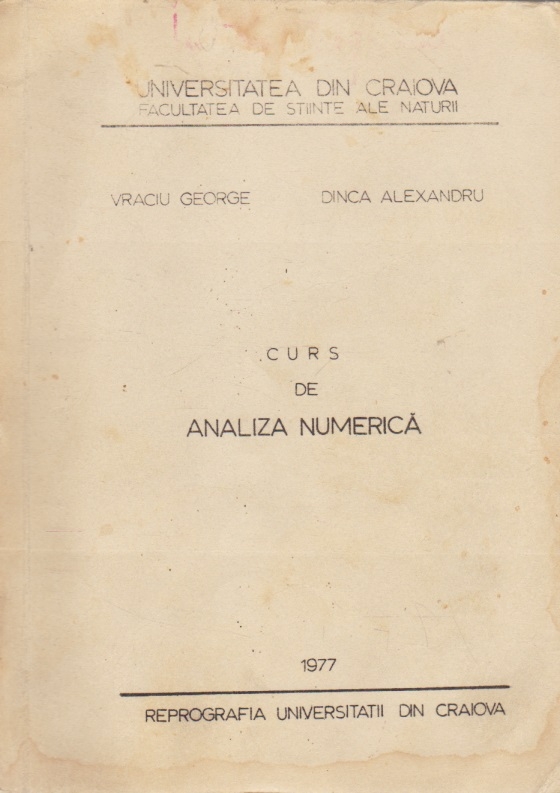 UNIVERSITATEA DIN CRAIOVA
FACULTATEA DE STIINTE ALE NATURII
VRACIU GEORGE DINCA ALEXANDRU
CURS
DE
ANALIZA NUMERICĂ
1977
REPROGRAFIA UNIVERSITATII DIN CRAIOVA